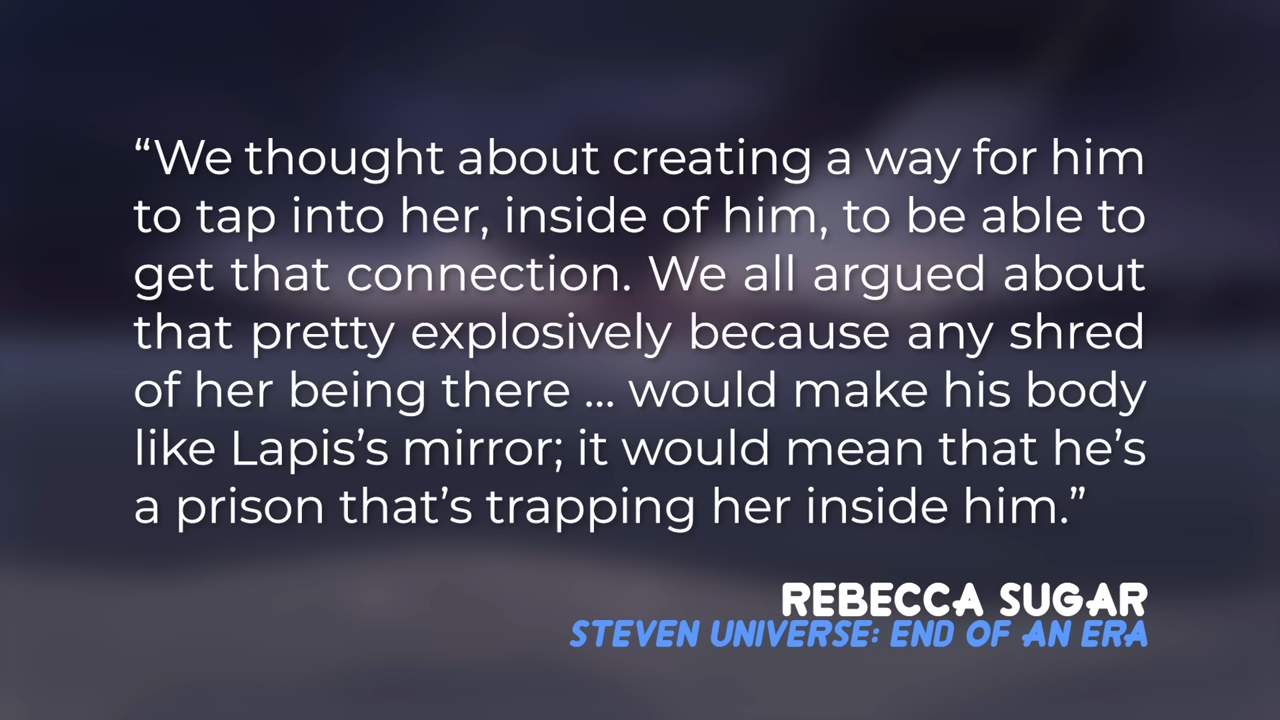 “We thought about creating a way for him
to tap into her, inside of him, to be able to
get that connection. We all argued about
that pretty explosively because any shred
of her being there ... would make his body
like Lapis’s mirror; it would mean that he’s
a prison that’s trapping her inside him.”
REBECCA SUGAR
STEVEN UNIVERSE: END OF AN ERA